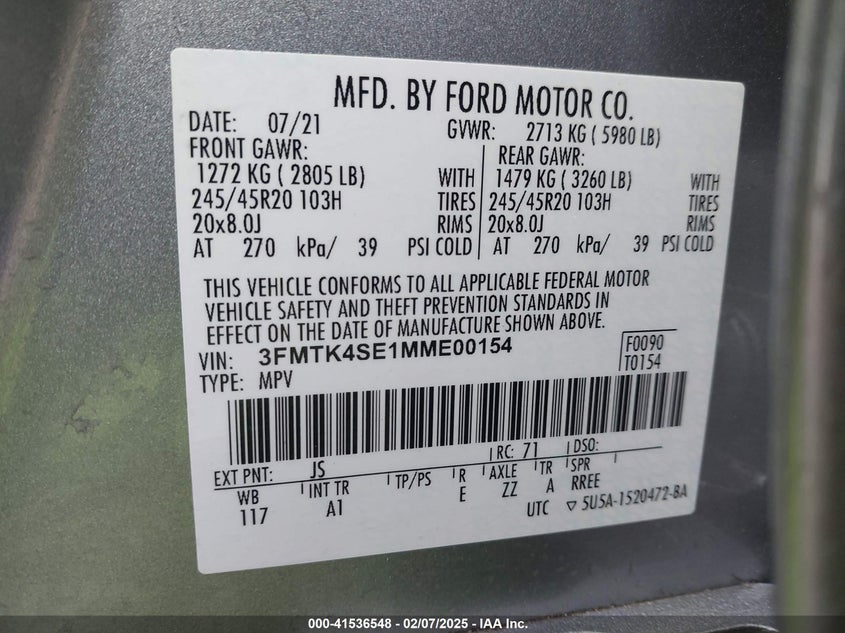 MFD. BY FORD MOTOR CO.
DATE: 07/21 GVWR: 2713 KG ( 5980 LB)
FRONT GAWR: REAR GAWR:
1272 KG ( 2805 LB) WITH 1479 KG ( 3260 LB) WITH
245/45R20 103H TIRES 245/45R20 103H TIRES
20x8.0J RIMS 20x8.0J RIMS
AT 270 kPa/ 39 PSI COLD AT 270 kPa/ 39 PSI COLD
THIS VEHICLE CONFORMS TO ALL APPLICABLE FEDERAL MOTOR
VEHICLE SAFETY AND THEFT PREVENTION STANDARDS IN
EFFECT ON THE DATE OF MANUFACTURE SHOWN ABOVE.
VIN: 3FMTK4SE1MME00154 F0090
TYPE: MPV T0154
EXT PNT: JS RC: 71 DSO:
WB INT TR TP/PS R AXLE TR SPR
117 A1 E ZZ A RREE
UTC 5U5A-1520472-BA
000-41536548 - 02/07/2025 - IAA Inc.